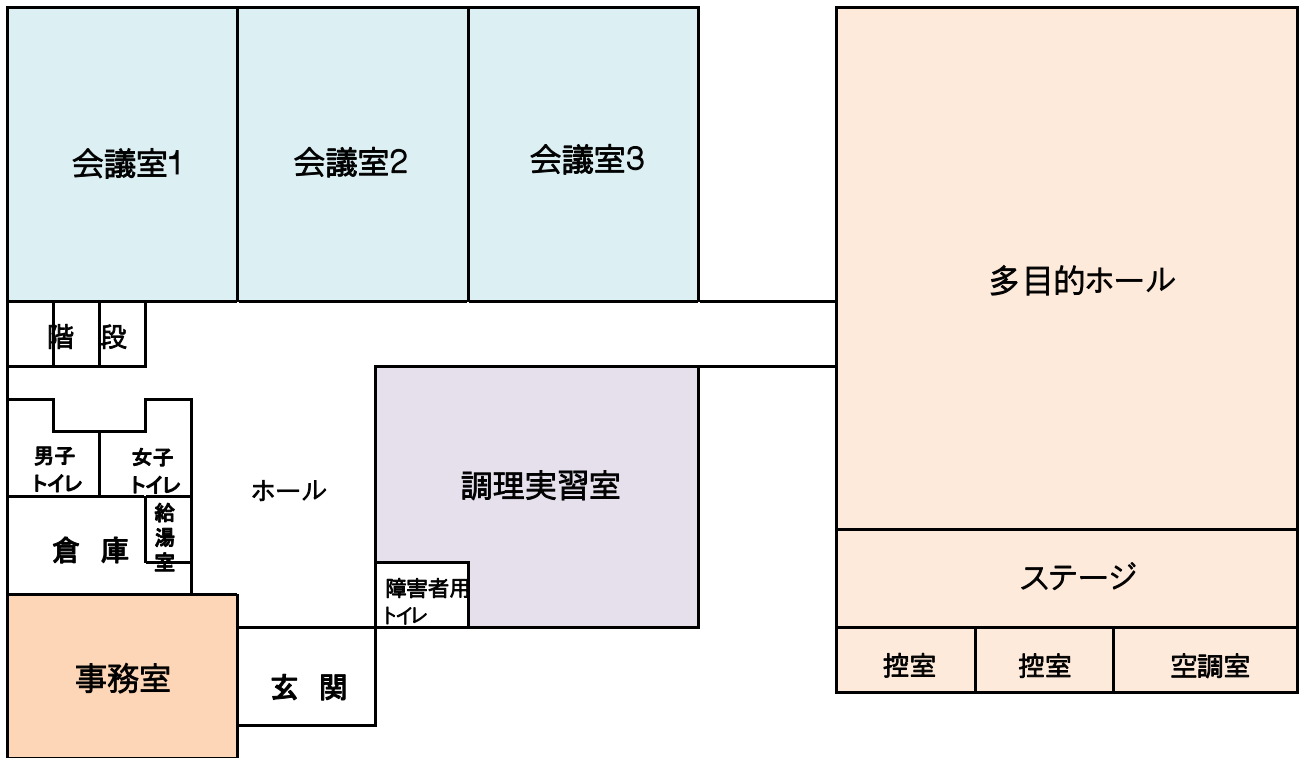 会議室1
会議室2
会議室3
多目的ホール
階 段
男子
トイレ
女子
トイレ
ホール
調理実習室
給
湯
室
倉 庫
障害者用
トイレ
ステージ
事務室
玄 関
控室
控室
空調室